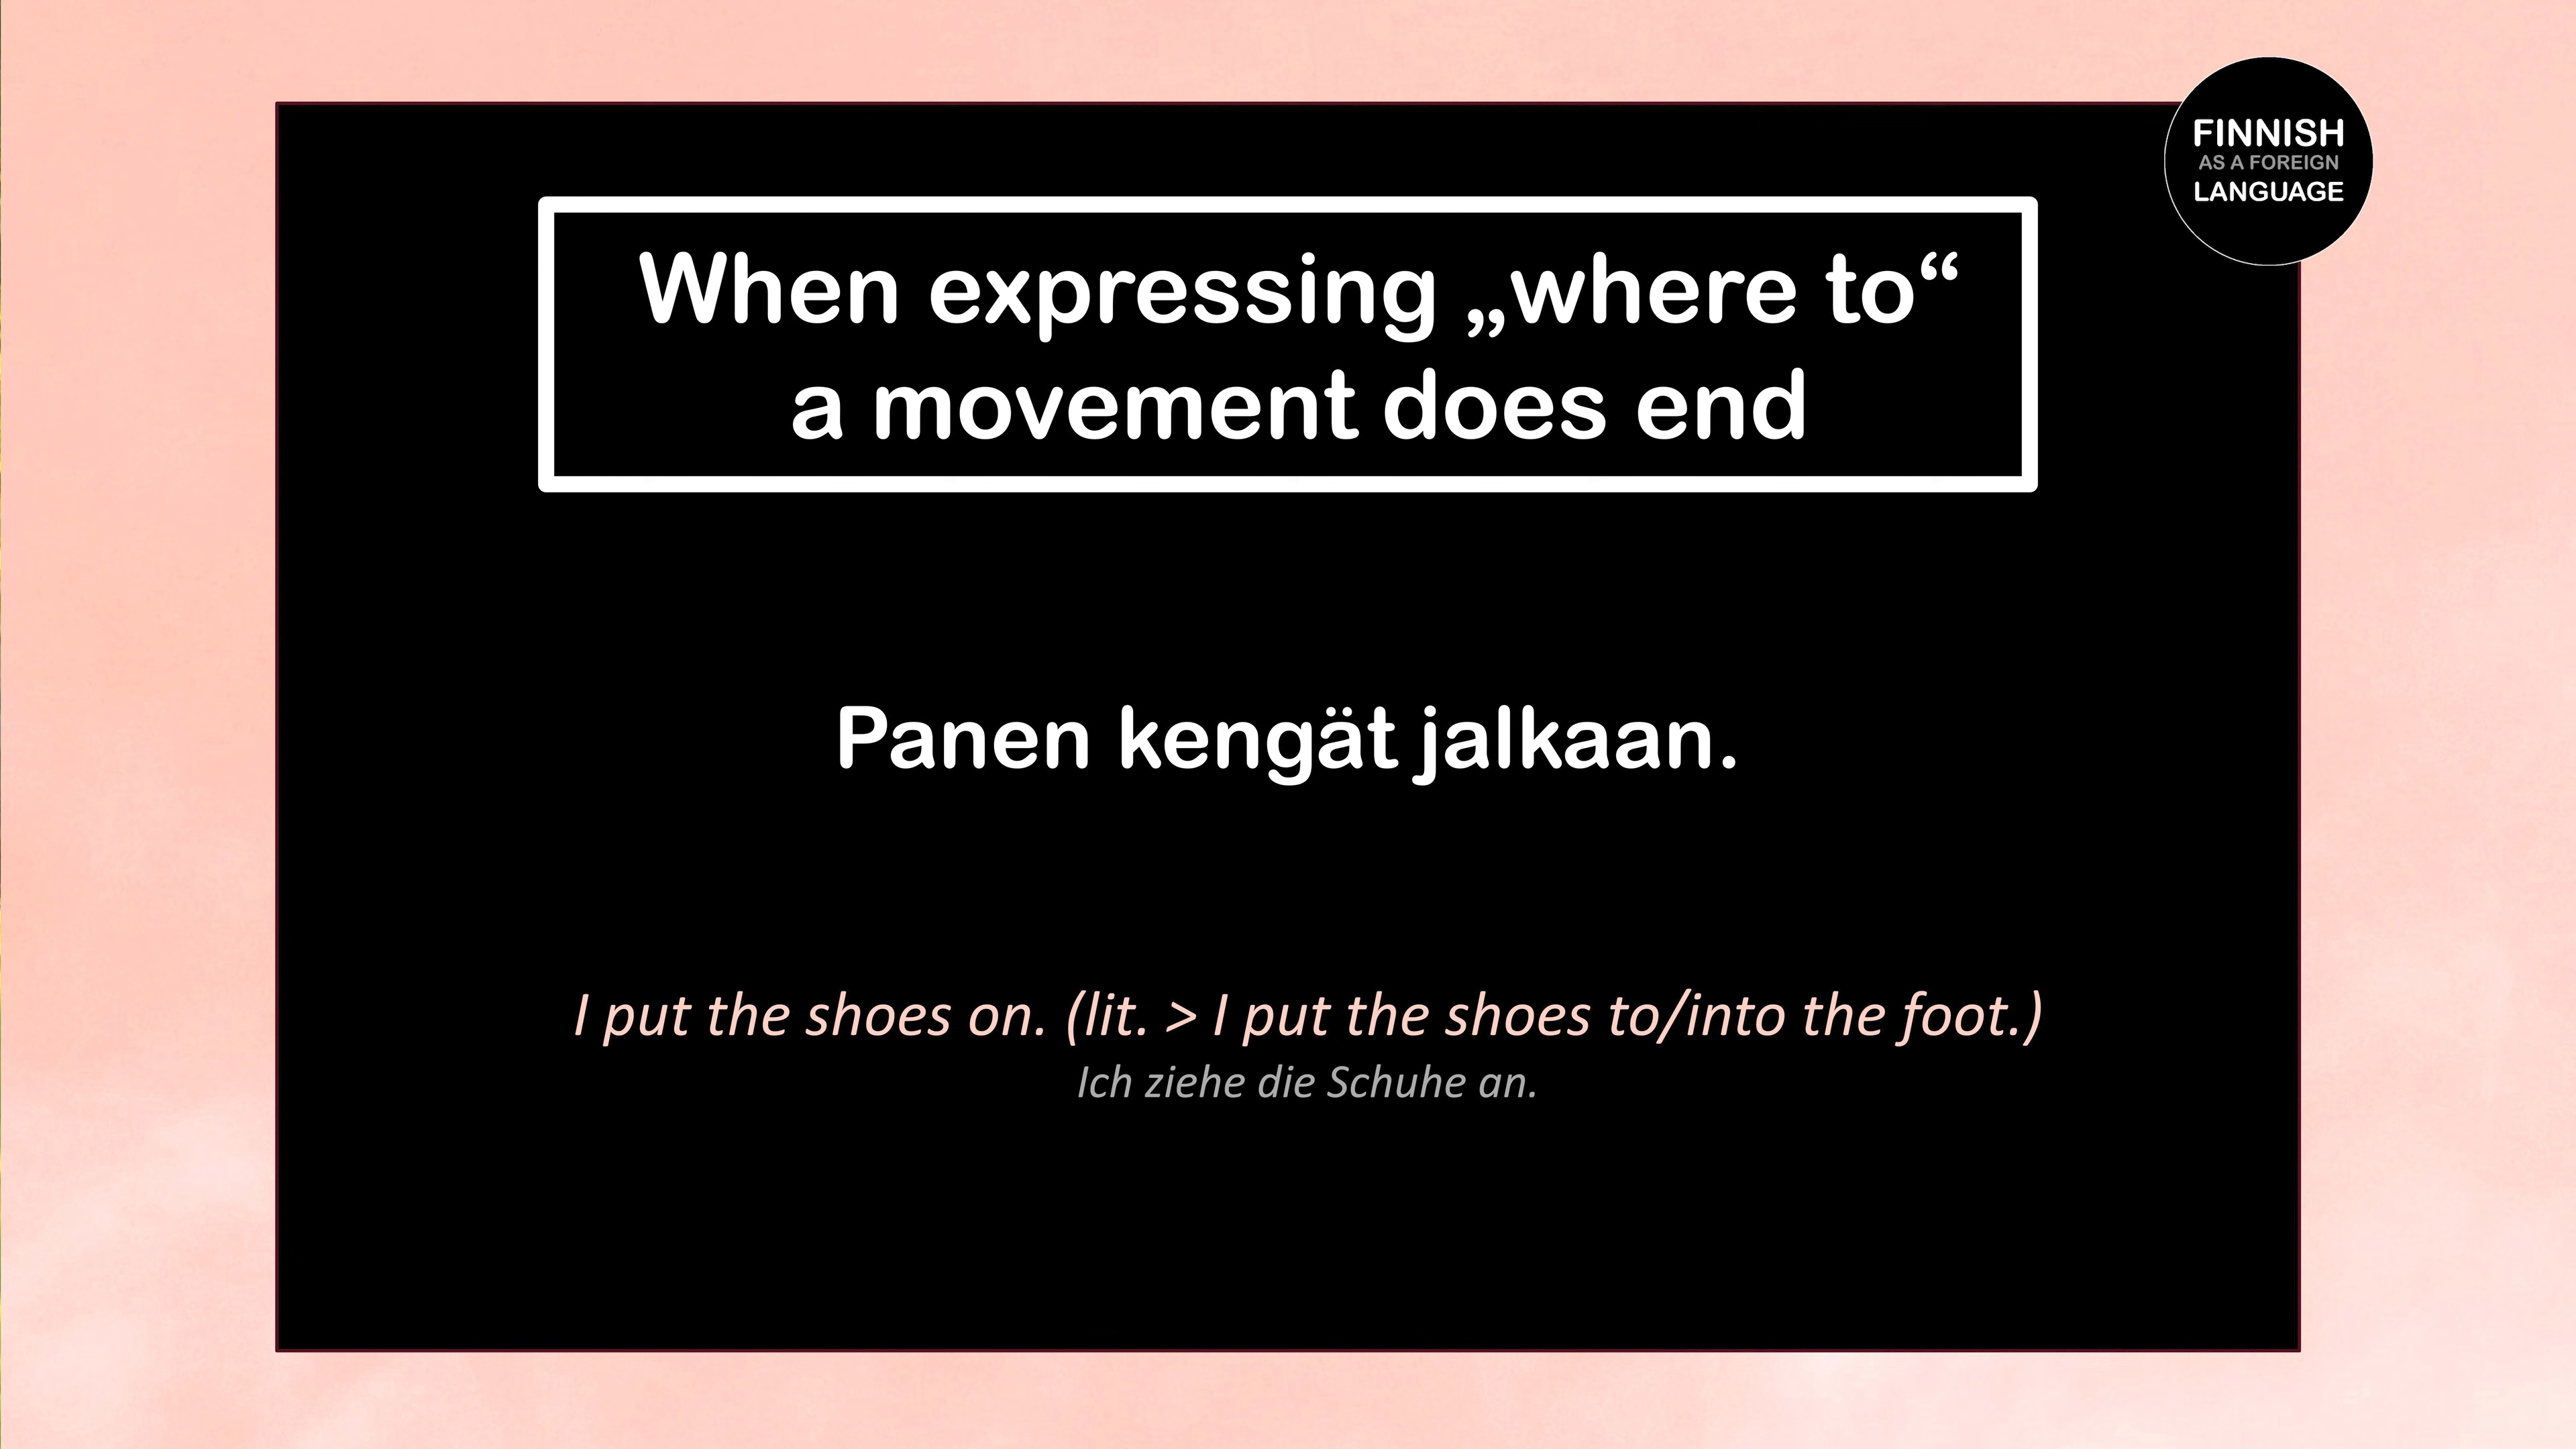 FINNISH
AS A FOREIGN
LANGUAGE
When expressing „where to“
a movement does end
Panen kengät jalkaan.
I put the shoes on. (lit. > I put the shoes to/into the foot.)
Ich ziehe die Schuhe an.